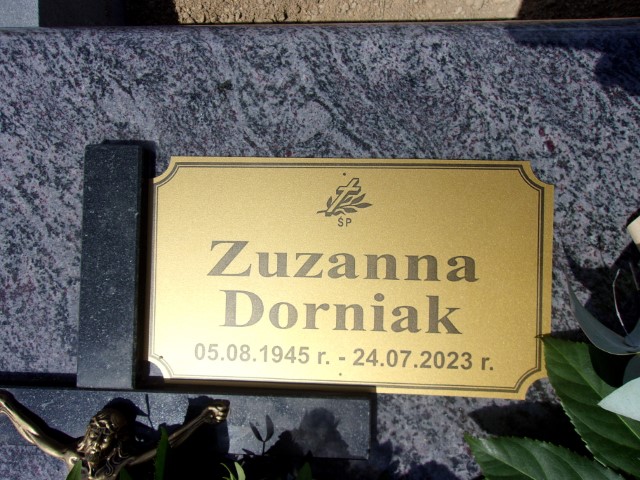 ŚP
Zuzanna
Dorniak
05.08.1945 r. - 24.07.2023 r.